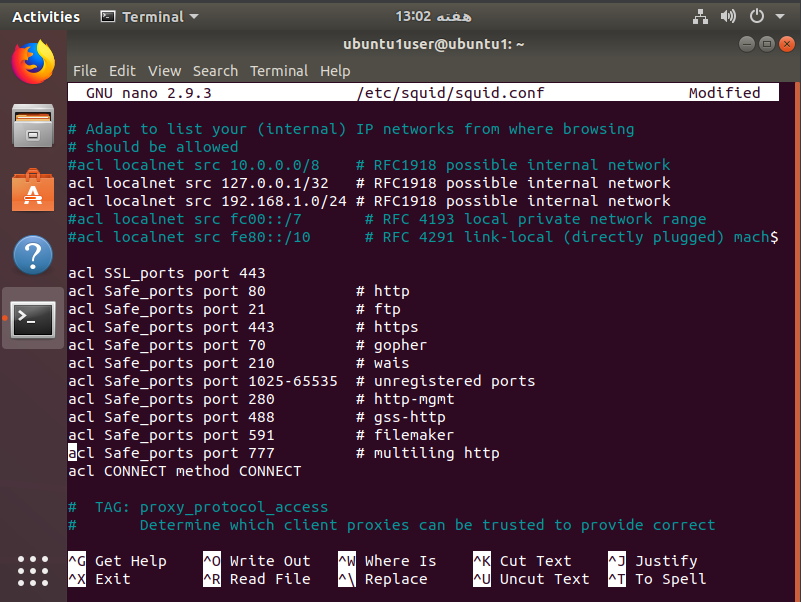 Activities Terminal 13:02 هفته
ubuntu1user@ubuntu1: ~
File Edit View Search Terminal Help
GNU nano 2.9.3 /etc/squid/squid.conf Modified
# Adapt to list your (internal) IP networks from where browsing
# should be allowed
#acl localnet src 10.0.0.0/8 # RFC1918 possible internal network
acl localnet src 127.0.0.1/32 # RFC1918 possible internal network
acl localnet src 192.168.1.0/24 # RFC1918 possible internal network
#acl localnet src fc00::/7 # RFC 4193 local private network range
#acl localnet src fe80::/10 # RFC 4291 link-local (directly plugged) mach$
acl SSL_ports port 443
acl Safe_ports port 80 # http
acl Safe_ports port 21 # ftp
acl Safe_ports port 443 # https
acl Safe_ports port 70 # gopher
acl Safe_ports port 210 # wais
acl Safe_ports port 1025-65535 # unregistered ports
acl Safe_ports port 280 # http-mgmt
acl Safe_ports port 488 # gss-http
acl Safe_ports port 591 # filemaker
acl Safe_ports port 777 # multiling http
acl CONNECT method CONNECT
# TAG: proxy_protocol_access
# Determine which client proxies can be trusted to provide correct
^G Get Help ^O Write Out ^W Where Is ^K Cut Text ^J Justify
^X Exit ^R Read File ^\ Replace ^U Uncut Text ^T To Spell